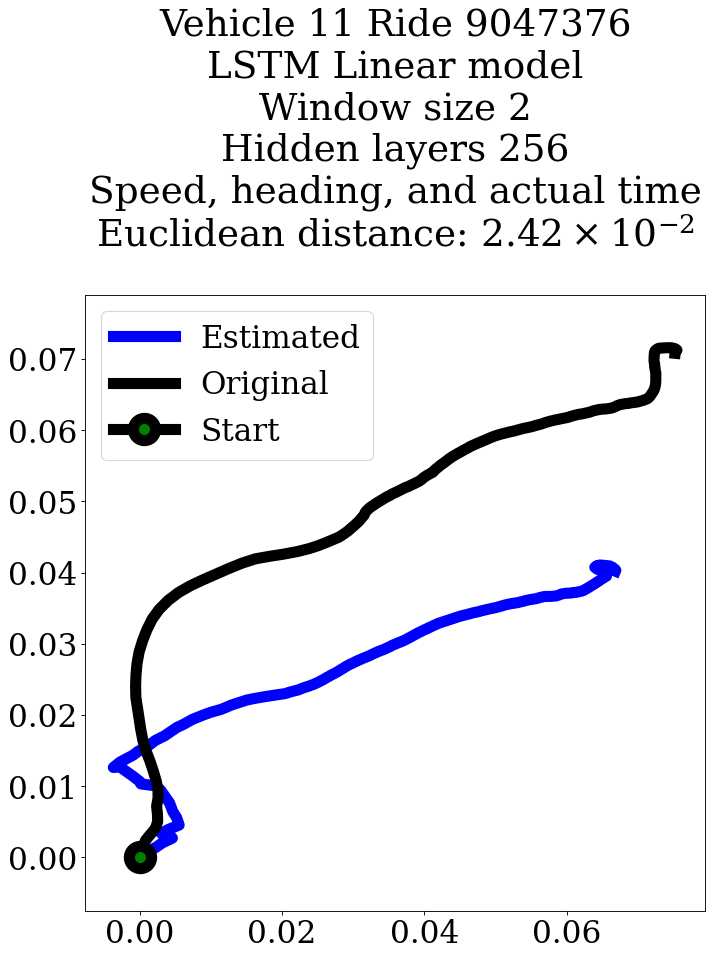 Vehicle 11 Ride 9047376
LSTM Linear model
Window size 2
Hidden layers 256
Speed, heading, and actual time
Euclidean distance: 2.42 × 10⁻²
Estimated
Original
Start
0.07
0.06
0.05
0.04
0.03
0.02
0.01
0.00
0.00 0.02 0.04 0.06